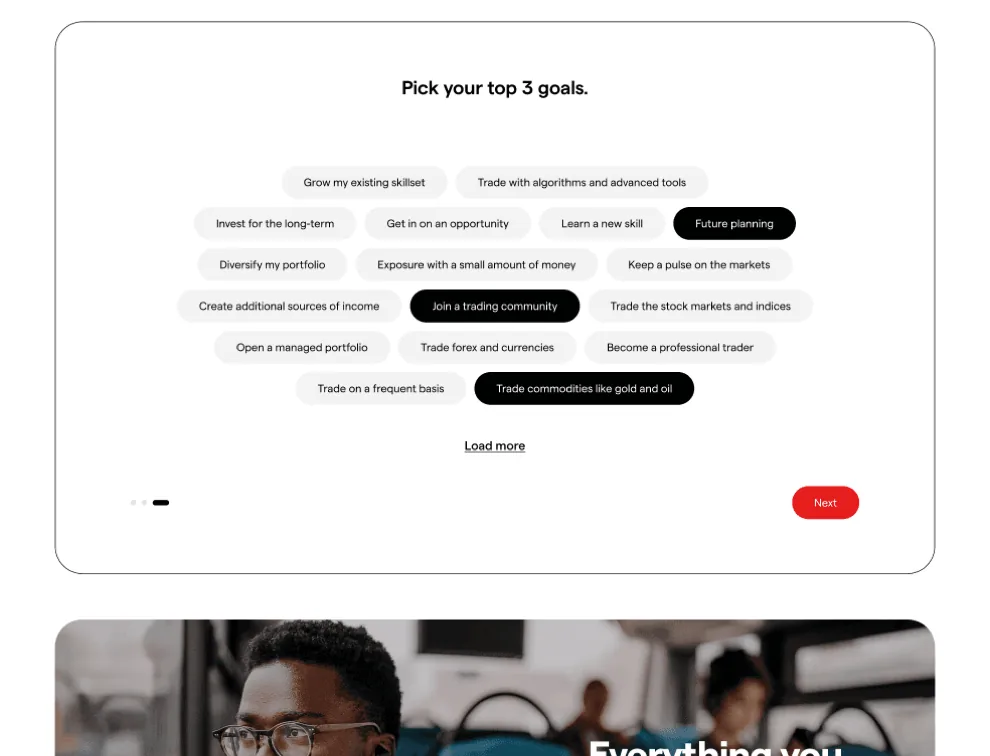 Pick your top 3 goals.
Grow my existing skillset
Trade with algorithms and advanced tools
Invest for the long-term
Get in on an opportunity
Learn a new skill
Future planning
Diversify my portfolio
Exposure with a small amount of money
Keep a pulse on the markets
Create additional sources of income
Join a trading community
Trade the stock markets and indices
Open a managed portfolio
Trade forex and currencies
Become a professional trader
Trade on a frequent basis
Trade commodities like gold and oil
Load more
Next
Everything you